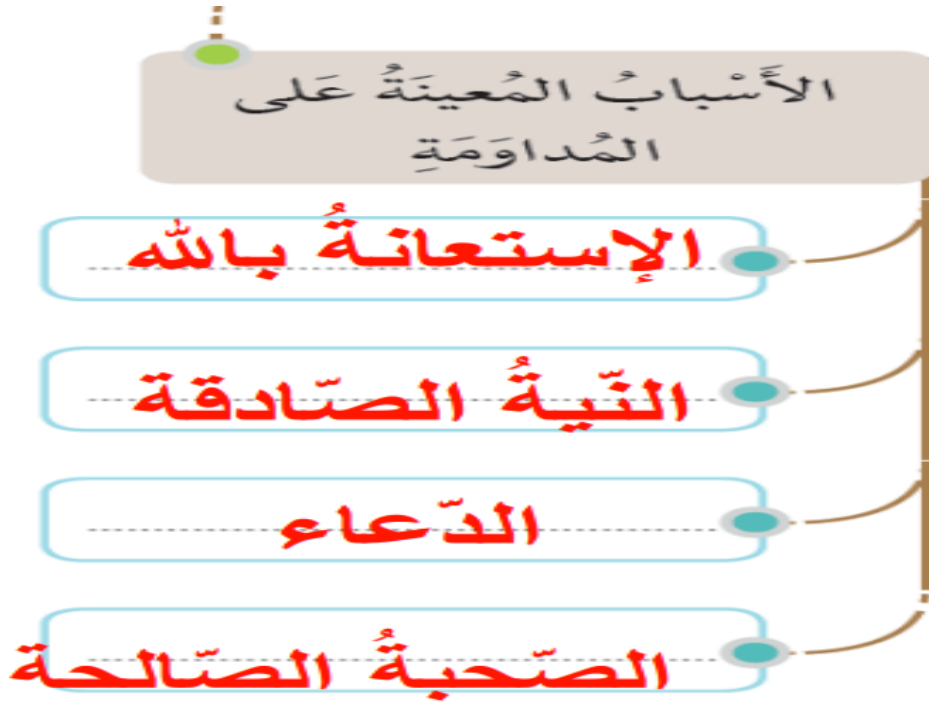 الأَسْبابُ المُعينَةُ عَلى
المُداوَمَةِ
الإستعانةُ بالله
النّيةُ الصّادقة
الدّعاء
الصّحبةُ الصّالحة